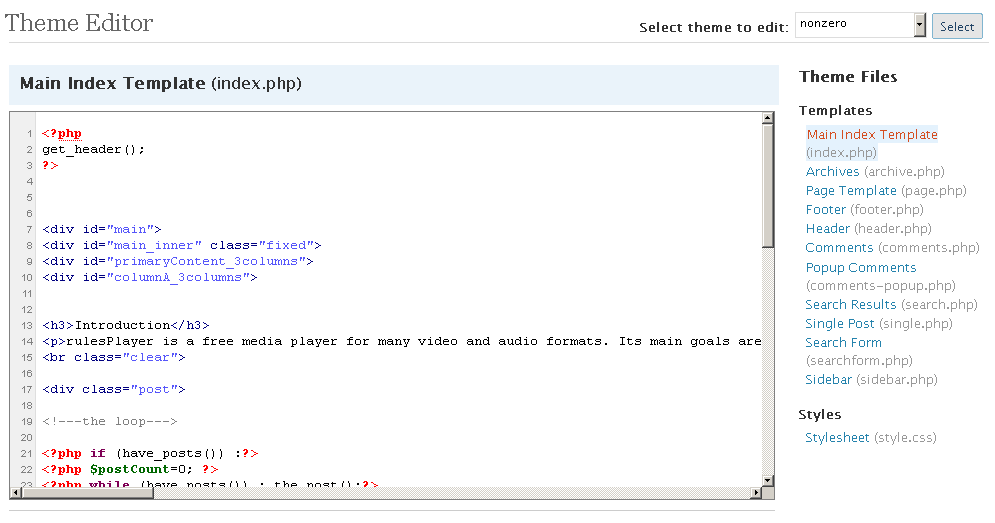 Theme Editor
Select theme to edit: nonzero Select
Main Index Template (index.php)
1 <?php
2 get_header();
3 ?>
4
5
6
7 <div id="main">
8 <div id="main_inner" class="fixed">
9 <div id="primaryContent_3columns">
10 <div id="columnA_3columns">
11
12
13 <h3>Introduction</h3>
14 <p>rulesPlayer is a free media player for many video and audio formats. Its main goals are
15 <br class="clear">
16
17 <div class="post">
18
19 <!---the loop--->
20
21 <?php if (have_posts()) :?>
22 <?php $postCount=0; ?>
23 <?php while (have_posts()) : the_post();?>
Theme Files
Templates
Main Index Template
(index.php)
Archives (archive.php)
Page Template (page.php)
Footer (footer.php)
Header (header.php)
Comments (comments.php)
Popup Comments
(comments-popup.php)
Search Results (search.php)
Single Post (single.php)
Search Form
(searchform.php)
Sidebar (sidebar.php)
Styles
Stylesheet (style.css)